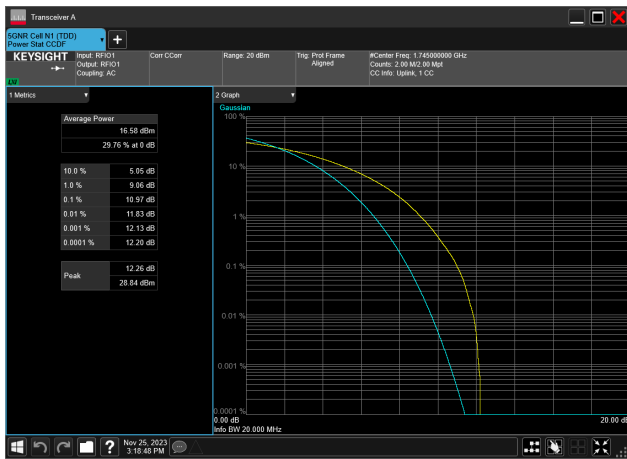 Transceiver A
5GNR Cell N1 (TDD)
Power Stat CCDF
KEYSIGHT
Input: RFIO1
Output: RFIO1
Coupling: AC
Corr CCorr
Range: 20 dBm
Trig: Prot Frame
Aligned
#Center Freq: 1.745000000 GHz
Counts: 2.00 M/2.00 Mpt
CC Info: Uplink, 1 CC
1 Metrics
Average Power
16.58 dBm
29.76 % at 0 dB
10.0 % 5.05 dB
1.0 % 9.06 dB
0.1 % 10.97 dB
0.01 % 11.83 dB
0.001 % 12.13 dB
0.0001 % 12.20 dB
Peak
12.26 dB
28.84 dBm
2 Graph
Gaussian
100 %
10 %
1 %
0.1 %
0.01 %
0.001 %
0.0001 %
0.00 dB
20.00 dB
Info BW 20.000 MHz
?
Nov 25, 2023
3:18:48 PM